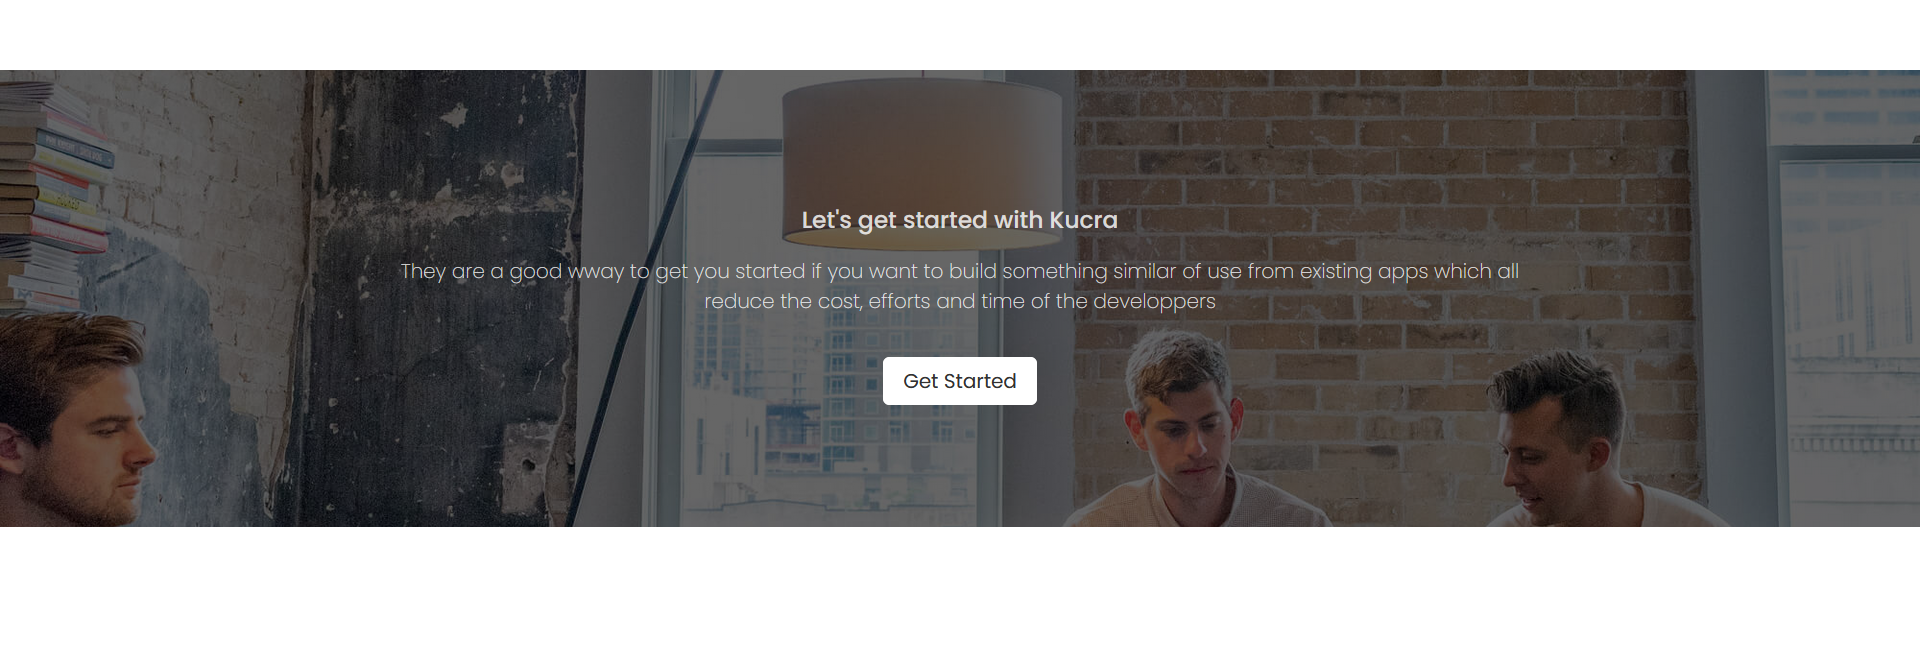 Let's get started with Kucra
They are a good wway to get you started if you want to build something similar of use from existing apps which all
reduce the cost, efforts and time of the developpers
Get Started